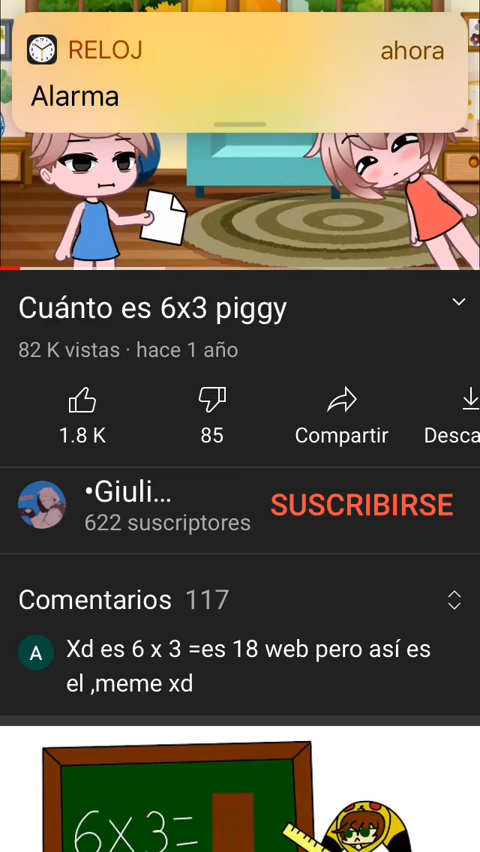 RELOJ
ahora
Alarma
Cuánto es 6x3 piggy
82 K vistas · hace 1 año
1.8 K
85
Compartir
Desca
•Giuli...
622 suscriptores
SUSCRIBIRSE
Comentarios 117
A
Xd es 6 x 3 =es 18 web pero así es
el ,meme xd
6x3=